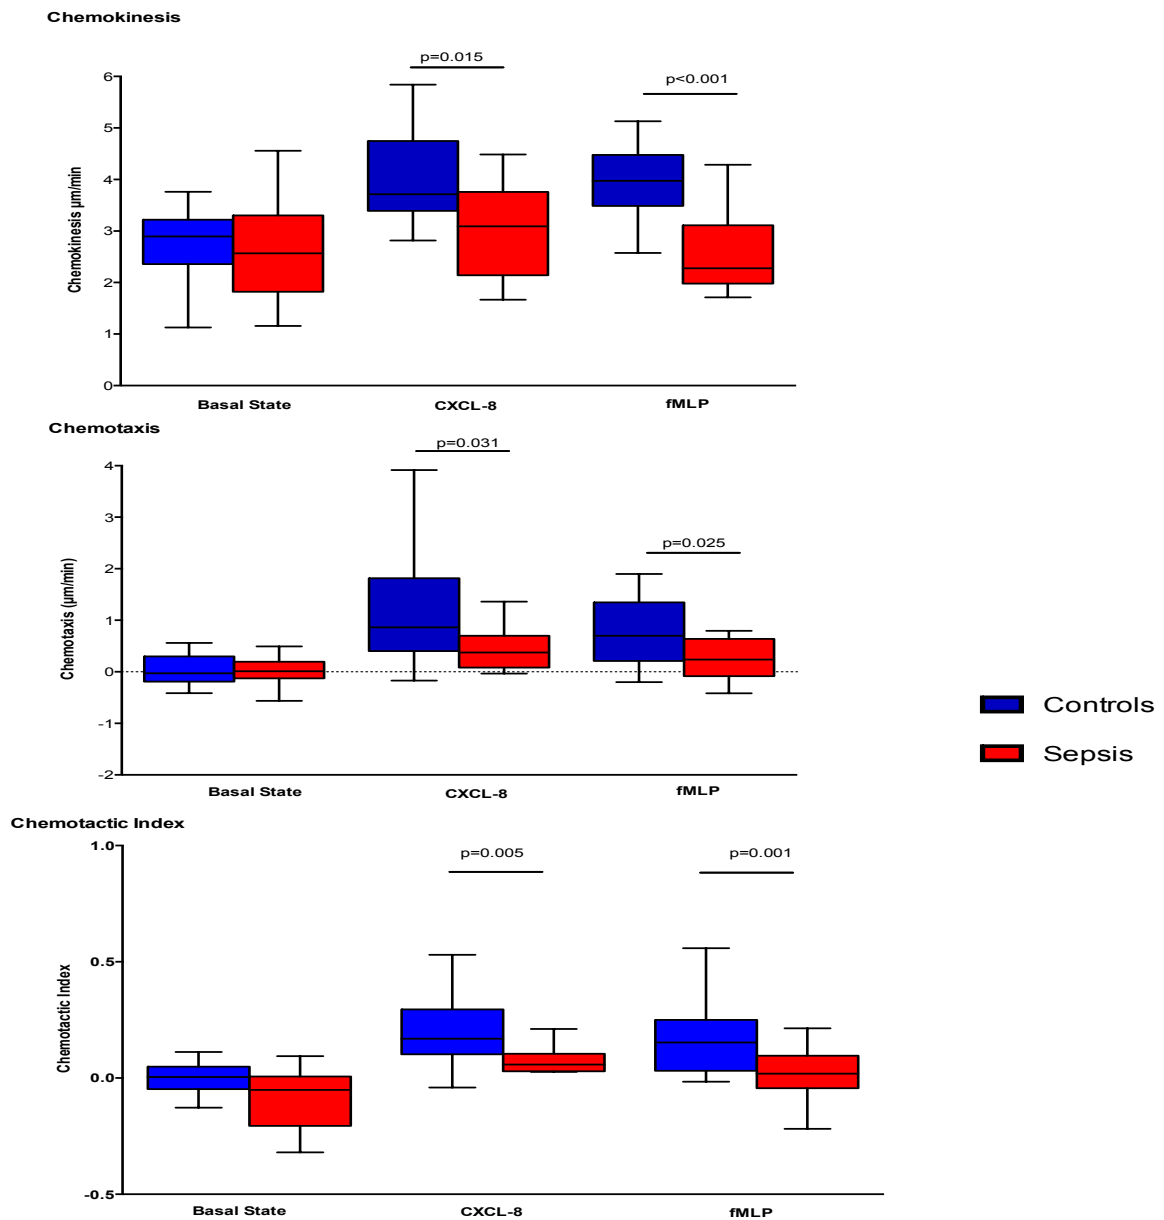 Chemokinesis
p=0.015
p<0.001
6
5
4
3
2
1
0
Chemokinesis µm/min
Basal State
CXCL-8
fMLP
Chemotaxis
p=0.031
p=0.025
4
3
2
1
0
-1
-2
Chemotaxis (µm/min)
Basal State
CXCL-8
fMLP
Controls
Sepsis
Chemotactic Index
p=0.005
p=0.001
1.0
0.5
0.0
-0.5
Chemotactic Index
Basal State
CXCL-8
fMLP